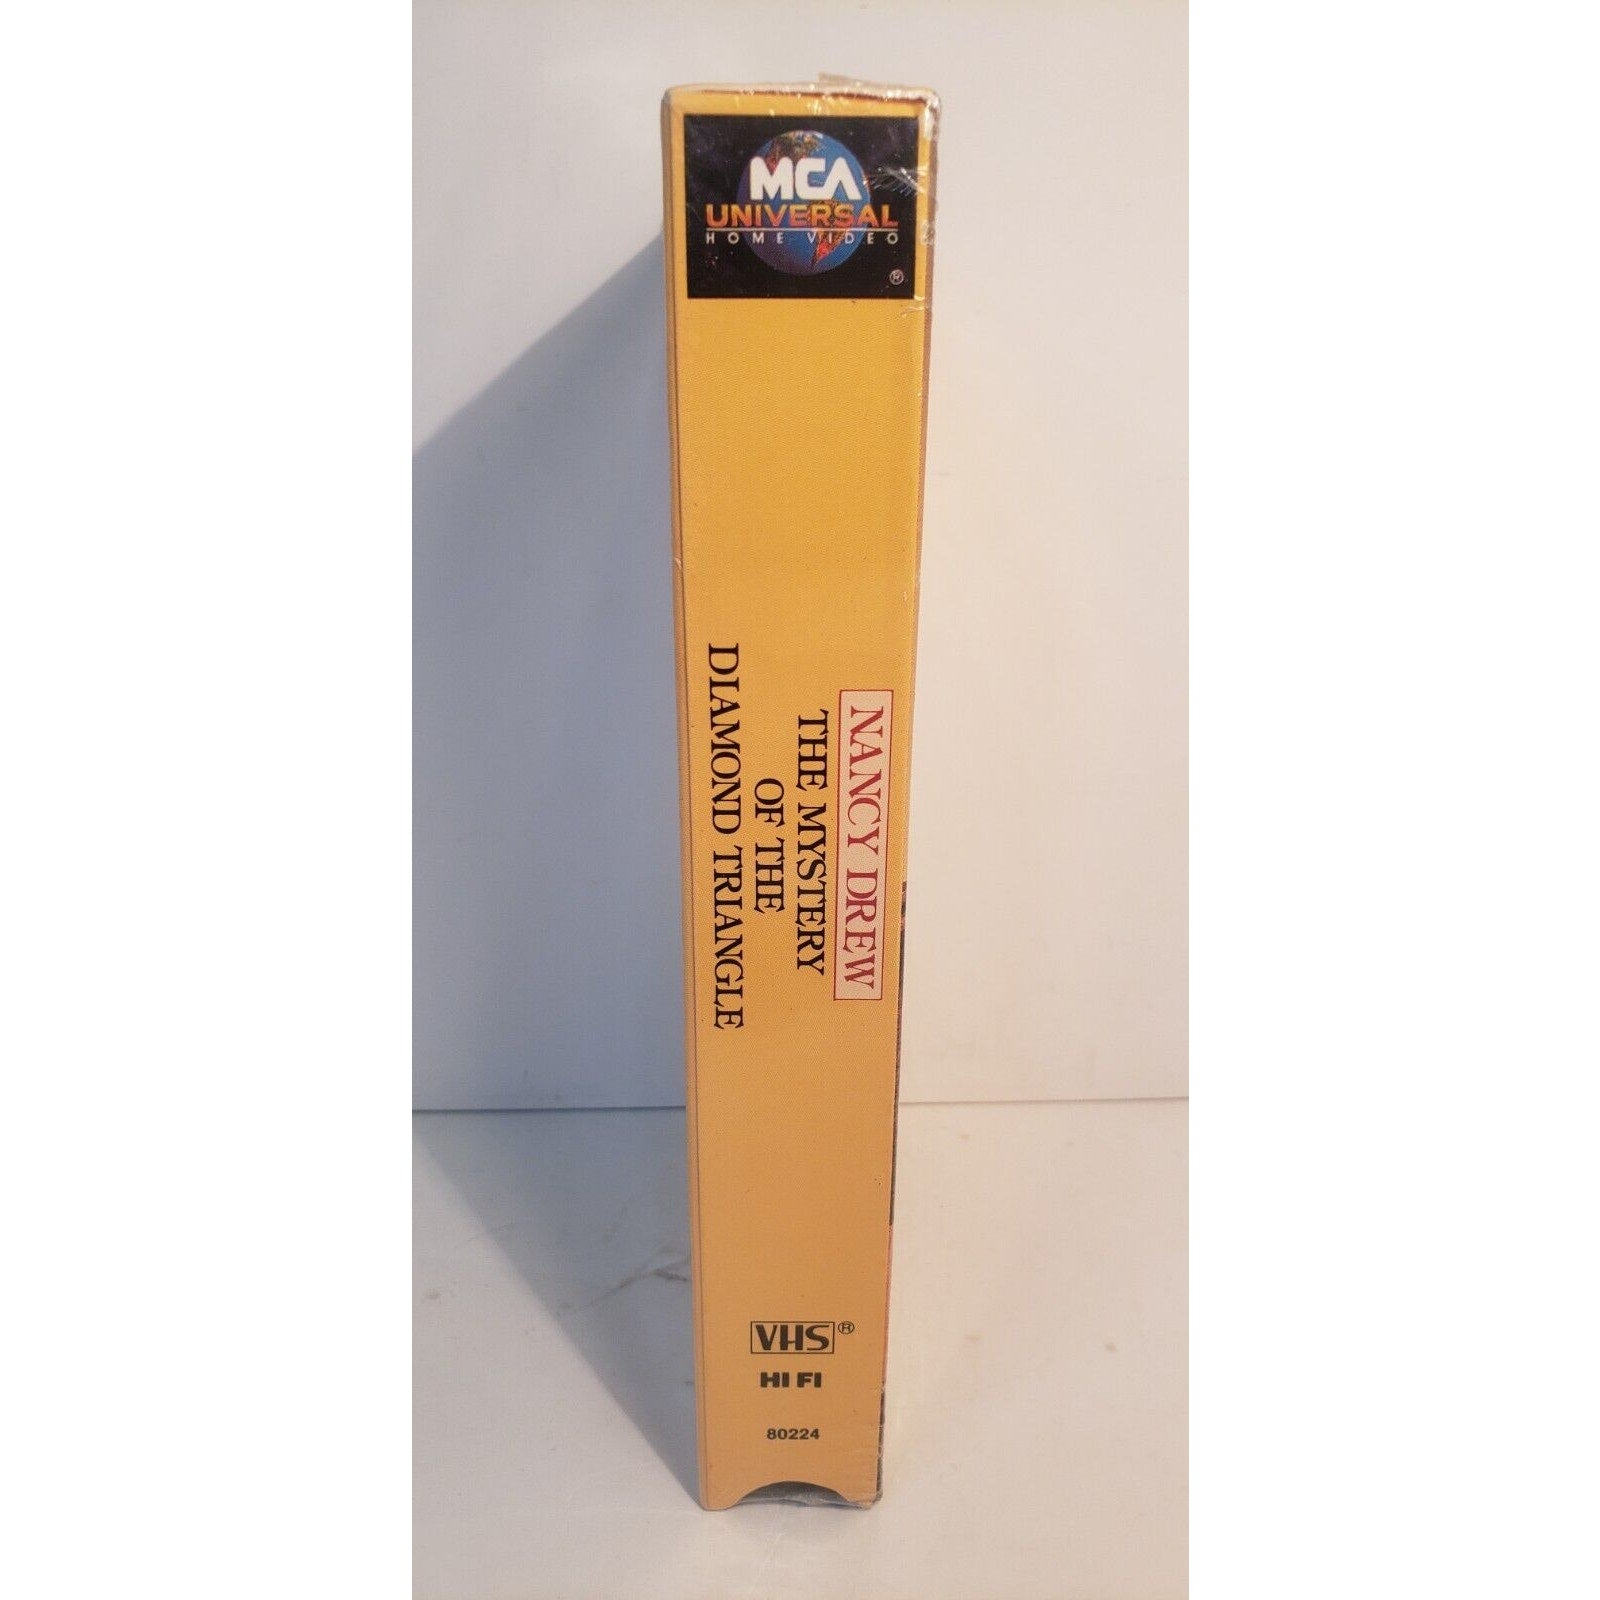 MCA
UNIVERSAL
HOME VIDEO
®
NANCY DREW
THE MYSTERY
OF THE
DIAMOND TRIANGLE
VHS®
HI FI
80224